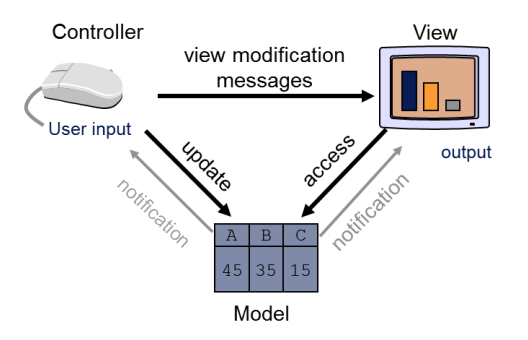 Controller
View
view modification
messages
User input
output
update
access
notification
notification
A B C
45 35 15
Model